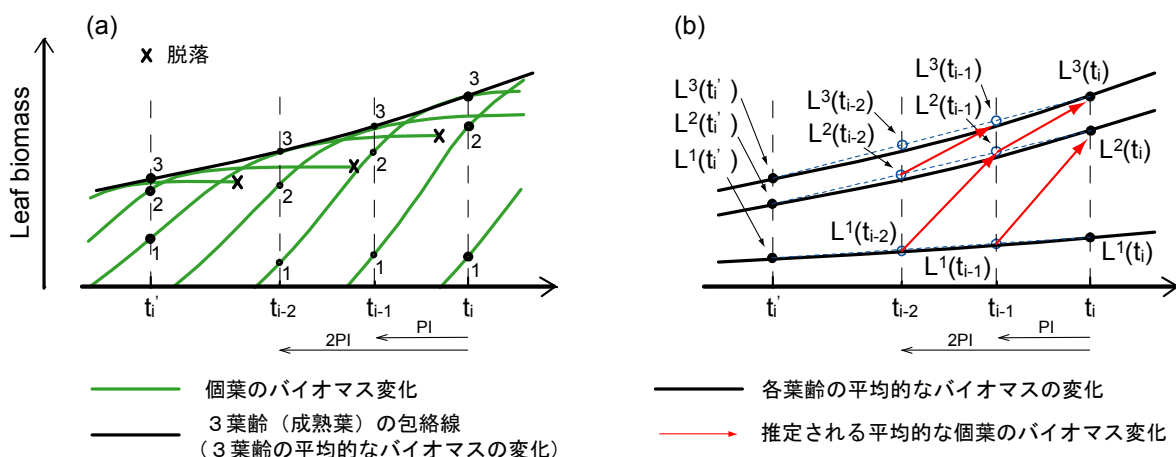 (a)
× 脱落
Leaf biomass
3
2
1
3
2
1
3
2
1
3
2
1
ti'
ti-2
ti-1
ti
PI
2PI
個葉のバイオマス変化
3葉齢（成熟葉）の包絡線
（3葉齢の平均的なバイオマスの変化）
(b)
L³(ti')
L²(ti')
L¹(ti')
L³(ti-2)
L²(ti-2)
L¹(ti-2)
L³(ti-1)
L²(ti-1)
L¹(ti-1)
L³(ti)
L²(ti)
L¹(ti)
ti'
ti-2
ti-1
ti
PI
2PI
各葉齢の平均的なバイオマスの変化
推定される平均的な個葉のバイオマス変化